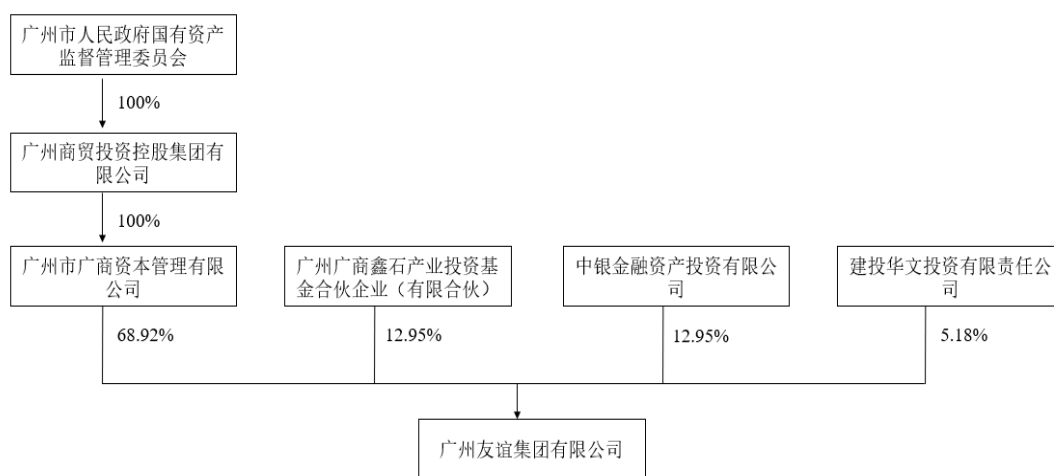 广州市人民政府国有资产
监督管理委员会
100%
广州商贸投资控股集团有
限公司
100%
广州市广商资本管理有限
公司
广州广商鑫石产业投资基
金合伙企业（有限合伙）
中银金融资产投资有限公
司
建投华文投资有限责任公
司
68.92%
12.95%
12.95%
5.18%
广州友谊集团有限公司